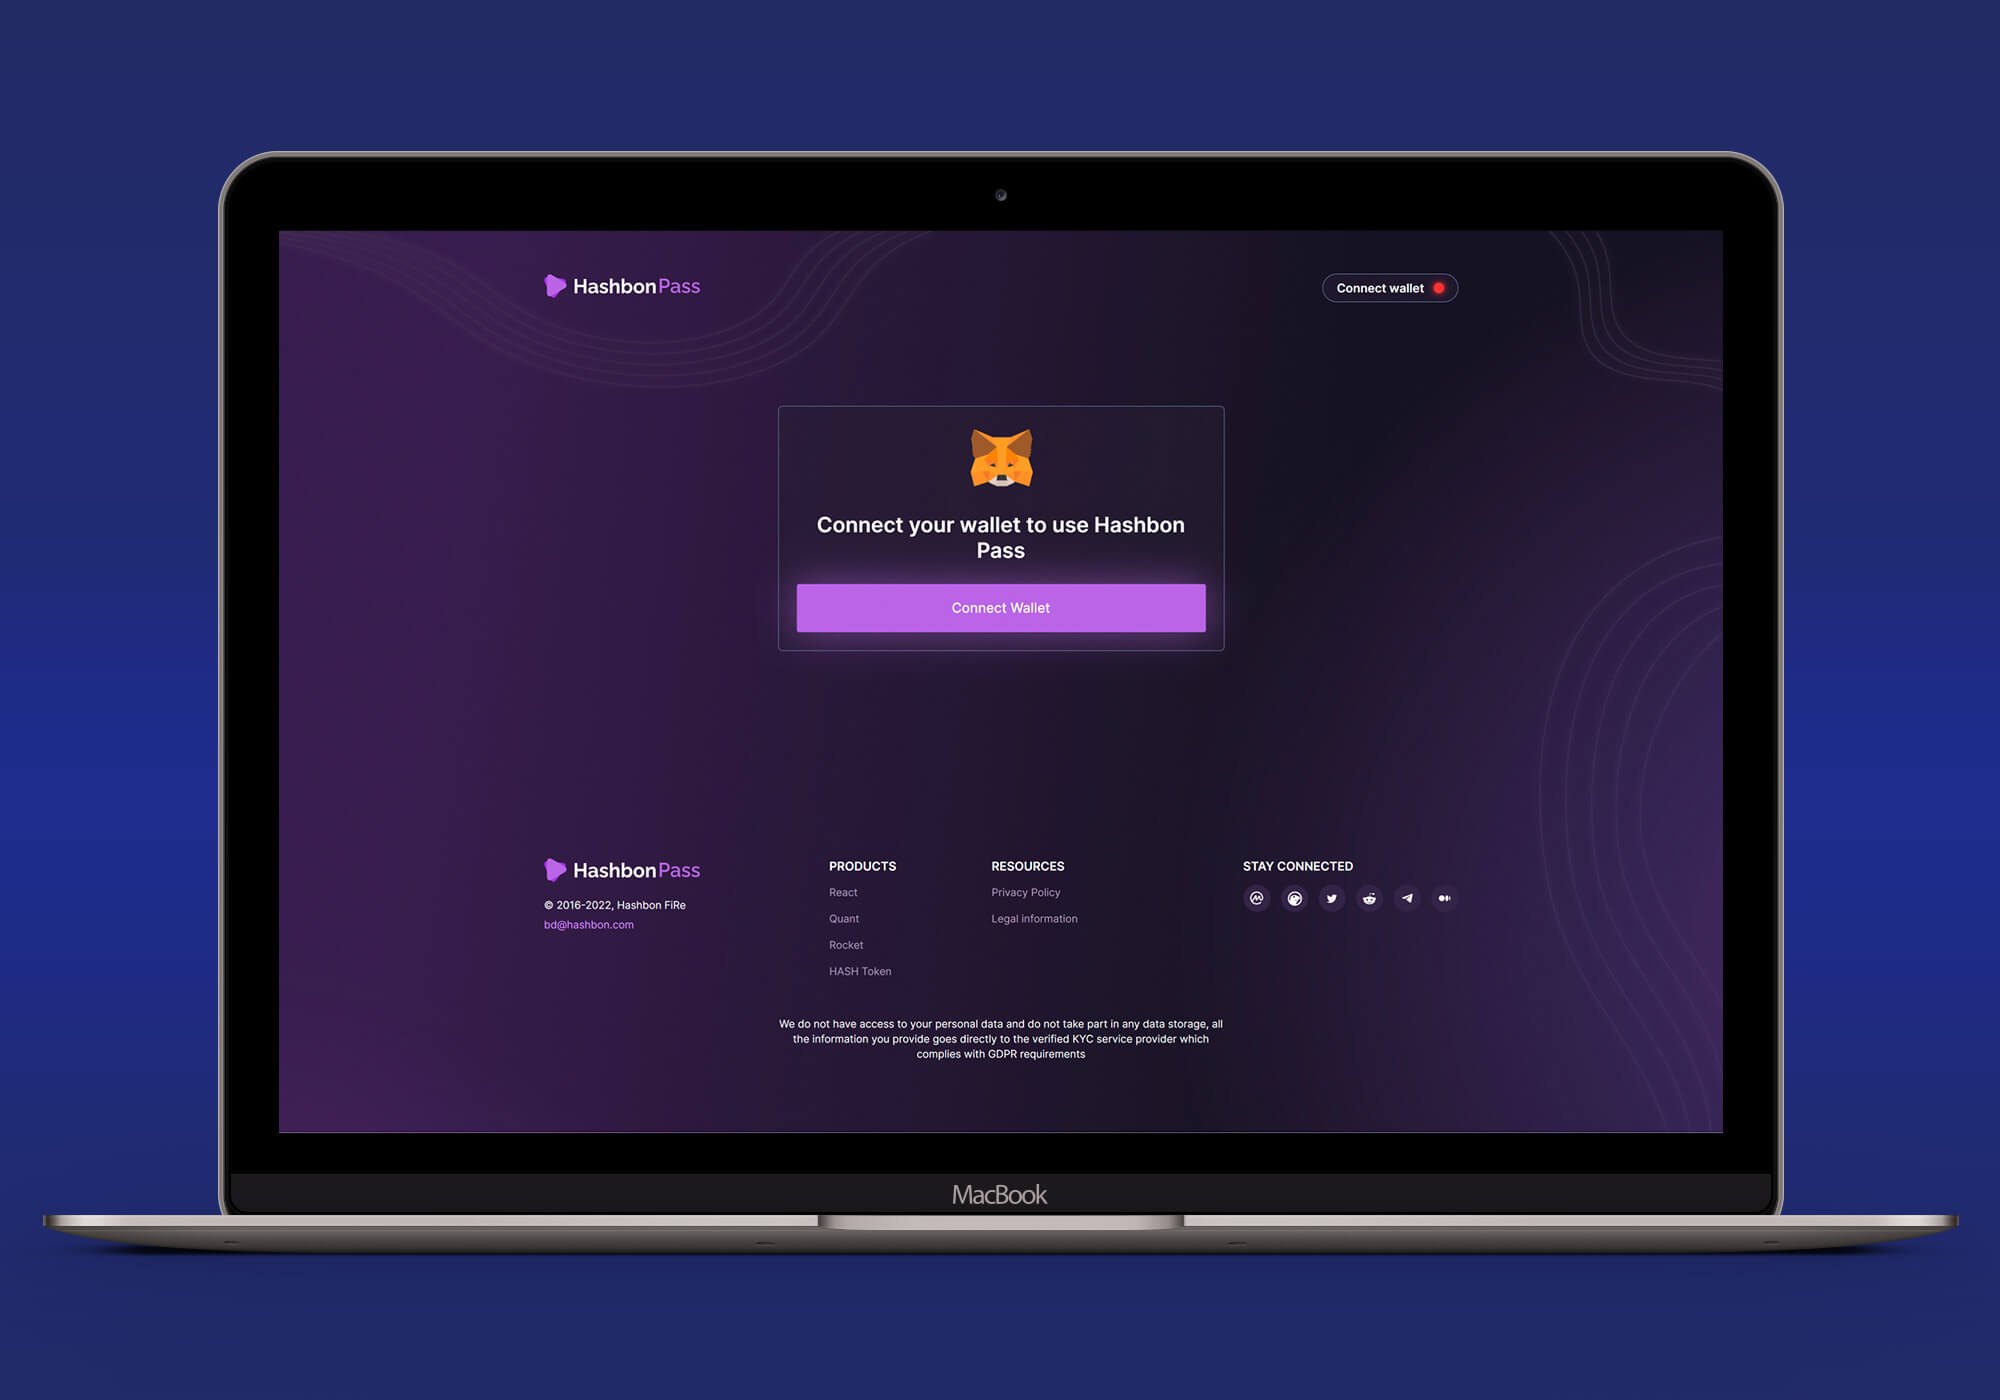 HashbonPass
Connect wallet
Connect your wallet to use Hashbon
Pass
Connect Wallet
HashbonPass
© 2016-2022, Hashbon FiRe
bd@hashbon.com
PRODUCTS
React
Quant
Rocket
HASH Token
RESOURCES
Privacy Policy
Legal information
STAY CONNECTED
We do not have access to your personal data and do not take part in any data storage, all
the information you provide goes directly to the verified KYC service provider which
complies with GDPR requirements
MacBook